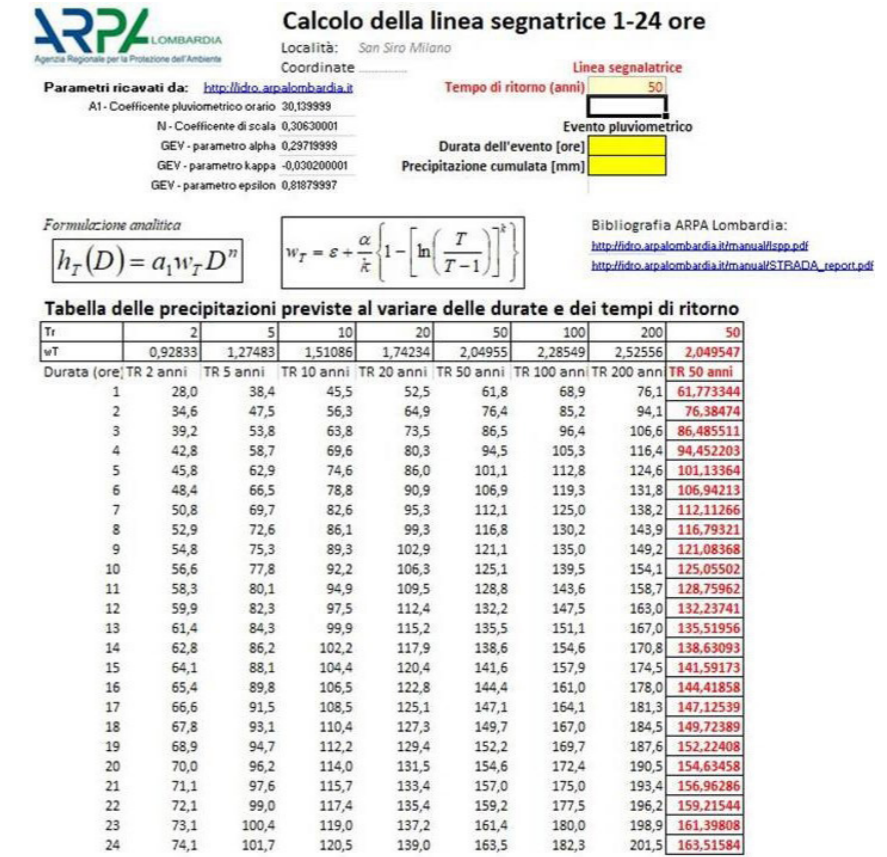 ARPA LOMBARDIA
Agenzia Regionale per la Protezione dell'Ambiente
Calcolo della linea segnatrice 1-24 ore
Località: San Siro Milano
Coordinate ..............
Linea segnalatrice
Parametri ricavati da: http://idro.arpalombardia.it
Tempo di ritorno (anni) 50
A1 - Coefficente pluviometrico orario 30,139999
N - Coefficente di scala 0,30630001
Evento pluviometrico
GEV - parametro alpha 0,29719999
Durata dell'evento [ore]
GEV - parametro kappa -0,030200001
Precipitazione cumulata [mm]
GEV - parametro epsilon 0,81879997
Formulazione analitica
h_T(D) = a_1 w_T D^n
w_T = ε + α/k {1 - [ln(T/(T-1))]^k}
Bibliografia ARPA Lombardia:
http://idro.arpalombardia.it/manual/lspp.pdf
http://idro.arpalombardia.it/manual/STRADA_report.pdf
Tabella delle precipitazioni previste al variare delle durate e dei tempi di ritorno
Tr 2 5 10 20 50 100 200 50
wT 0,92833 1,27483 1,51086 1,74234 2,04955 2,28549 2,52556 2,049547
Durata (ore) TR 2 anni TR 5 anni TR 10 anni TR 20 anni TR 50 anni TR 100 anni TR 200 anni TR 50 anni
1 28,0 38,4 45,5 52,5 61,8 68,9 76,1 61,773344
2 34,6 47,5 56,3 64,9 76,4 85,2 94,1 76,38474
3 39,2 53,8 63,8 73,5 86,5 96,4 106,6 86,485511
4 42,8 58,7 69,6 80,3 94,5 105,3 116,4 94,452203
5 45,8 62,9 74,6 86,0 101,1 112,8 124,6 101,13364
6 48,4 66,5 78,8 90,9 106,9 119,3 131,8 106,94213
7 50,8 69,7 82,6 95,3 112,1 125,0 138,2 112,11266
8 52,9 72,6 86,1 99,3 116,8 130,2 143,9 116,79321
9 54,8 75,3 89,3 102,9 121,1 135,0 149,2 121,08368
10 56,6 77,8 92,2 106,3 125,1 139,5 154,1 125,05502
11 58,3 80,1 94,9 109,5 128,8 143,6 158,7 128,75962
12 59,9 82,3 97,5 112,4 132,2 147,5 163,0 132,23741
13 61,4 84,3 99,9 115,2 135,5 151,1 167,0 135,51956
14 62,8 86,2 102,2 117,9 138,6 154,6 170,8 138,63093
15 64,1 88,1 104,4 120,4 141,6 157,9 174,5 141,59173
16 65,4 89,8 106,5 122,8 144,4 161,0 178,0 144,41858
17 66,6 91,5 108,5 125,1 147,1 164,1 181,3 147,12539
18 67,8 93,1 110,4 127,3 149,7 167,0 184,5 149,72389
19 68,9 94,7 112,2 129,4 152,2 169,7 187,6 152,22408
20 70,0 96,2 114,0 131,5 154,6 172,4 190,5 154,63458
21 71,1 97,6 115,7 133,4 157,0 175,0 193,4 156,96286
22 72,1 99,0 117,4 135,4 159,2 177,5 196,2 159,21544
23 73,1 100,4 119,0 137,2 161,4 180,0 198,9 161,39808
24 74,1 101,7 120,5 139,0 163,5 182,3 201,5 163,51584